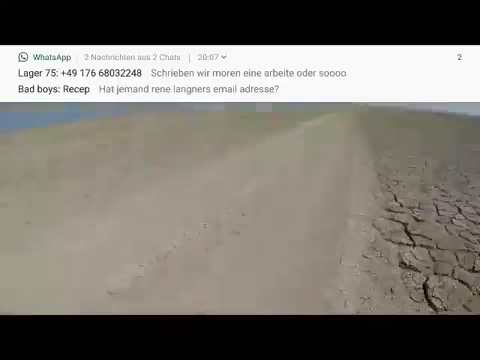 WhatsApp | 2 Nachrichten aus 2 Chats | 20:07 2
Lager 75: +49 176 68032248 Schrieben wir moren eine arbeite oder soooo
Bad boys: Recep Hat jemand rene langners email adresse?